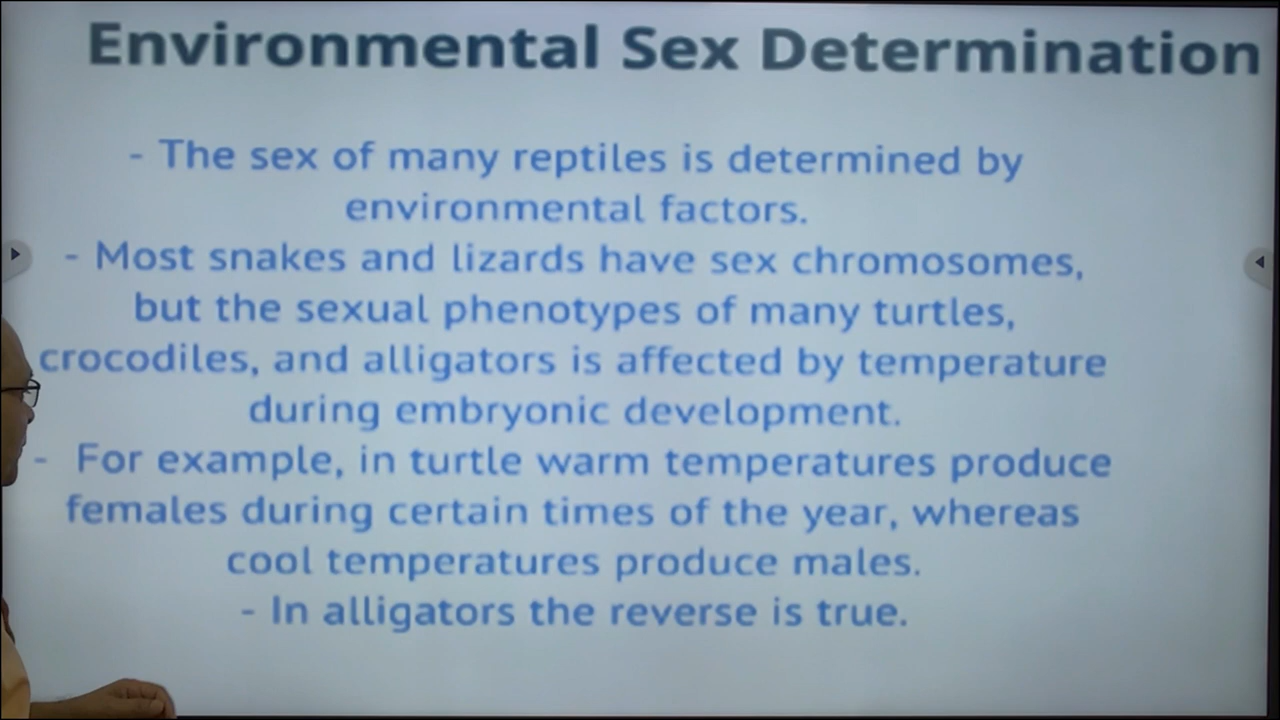 Environmental Sex Determination
- The sex of many reptiles is determined by
environmental factors.
- Most snakes and lizards have sex chromosomes,
but the sexual phenotypes of many turtles,
crocodiles, and alligators is affected by temperature
during embryonic development.
- For example, in turtle warm temperatures produce
females during certain times of the year, whereas
cool temperatures produce males.
- In alligators the reverse is true.